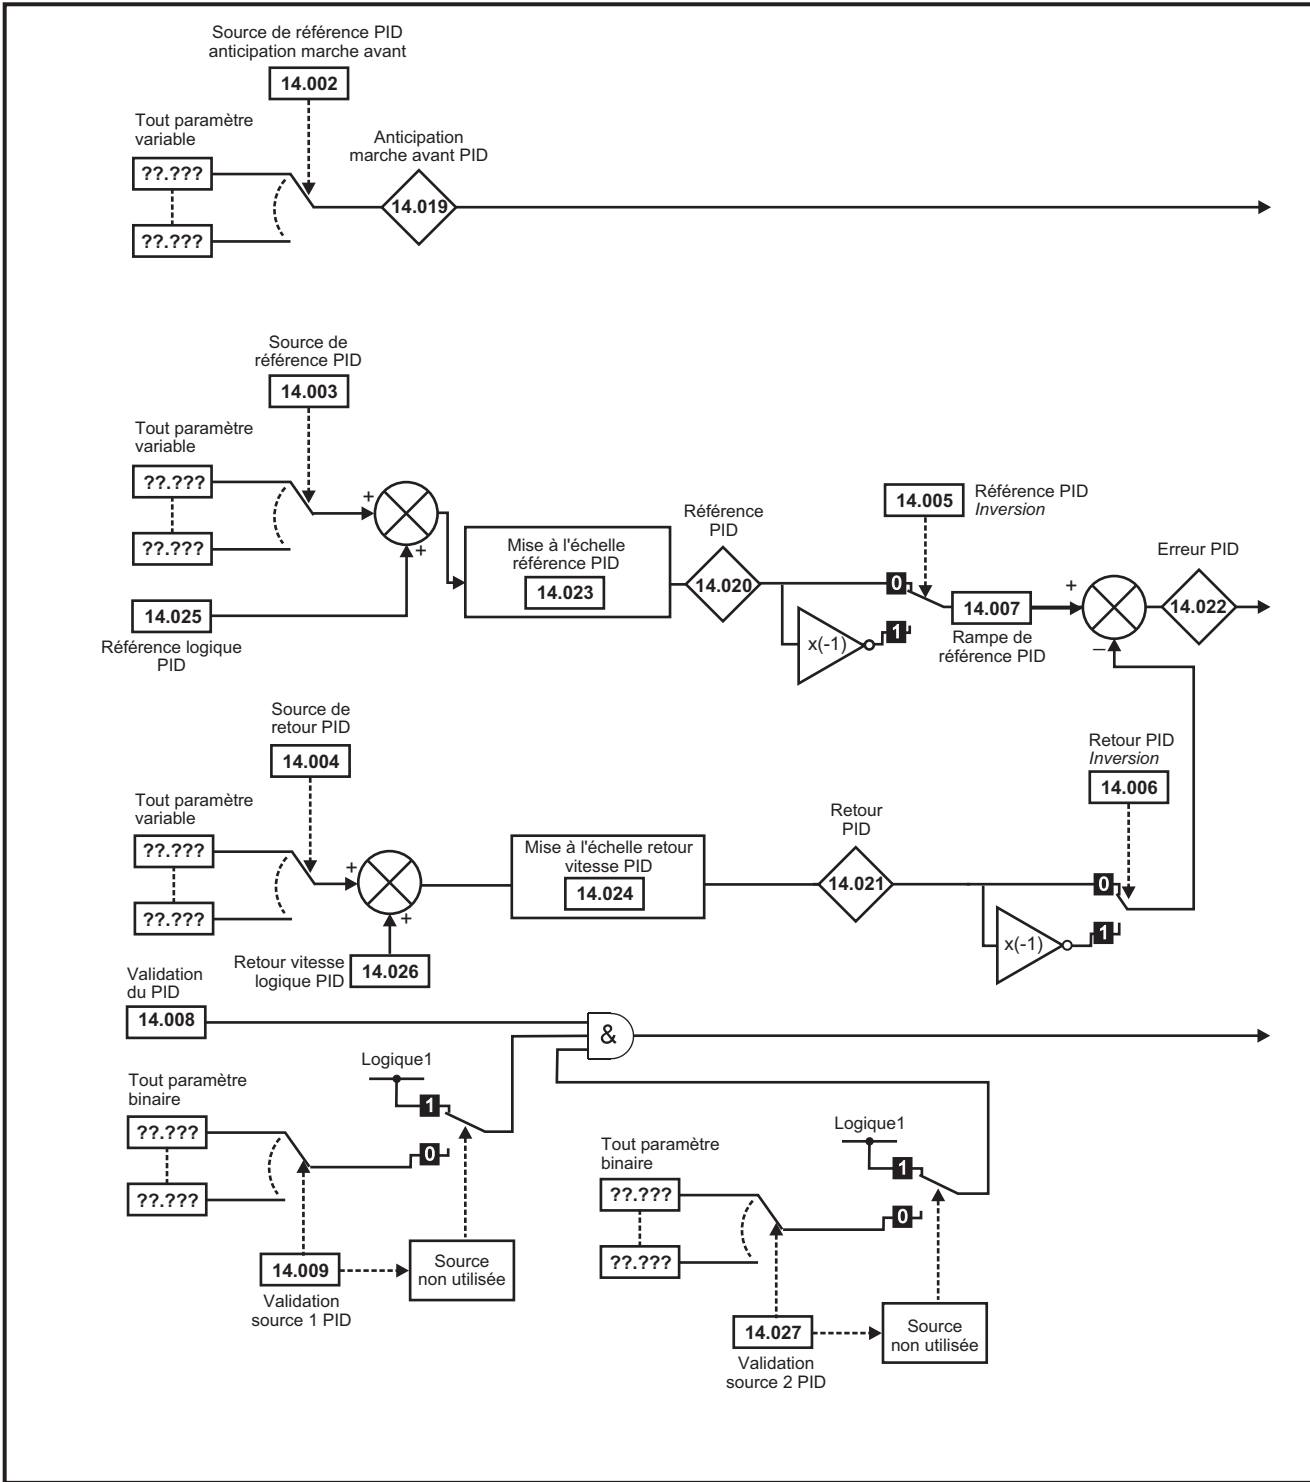 Source de référence PID
anticipation marche avant
14.002
Tout paramètre
variable
??.???
??.???
Anticipation
marche avant PID
14.019
Source de
référence PID
14.003
Tout paramètre
variable
??.???
??.???
+
+
14.025
Référence logique
PID
Mise à l'échelle
référence PID
14.023
Référence
PID
14.020
14.005
Référence PID
Inversion
0
1
x(-1)
14.007
Rampe de
référence PID
+
–
Erreur PID
14.022
Source de
retour PID
14.004
Tout paramètre
variable
??.???
??.???
+
+
Retour vitesse
logique PID
14.026
Mise à l'échelle retour
vitesse PID
14.024
Retour
PID
14.021
Retour PID
Inversion
14.006
0
1
x(-1)
Validation
du PID
14.008
&
Logique1
1
0
Tout paramètre
binaire
??.???
??.???
14.009
Validation
source 1 PID
Source
non utilisée
Tout paramètre
binaire
??.???
??.???
Logique1
1
0
14.027
Validation
source 2 PID
Source
non utilisée